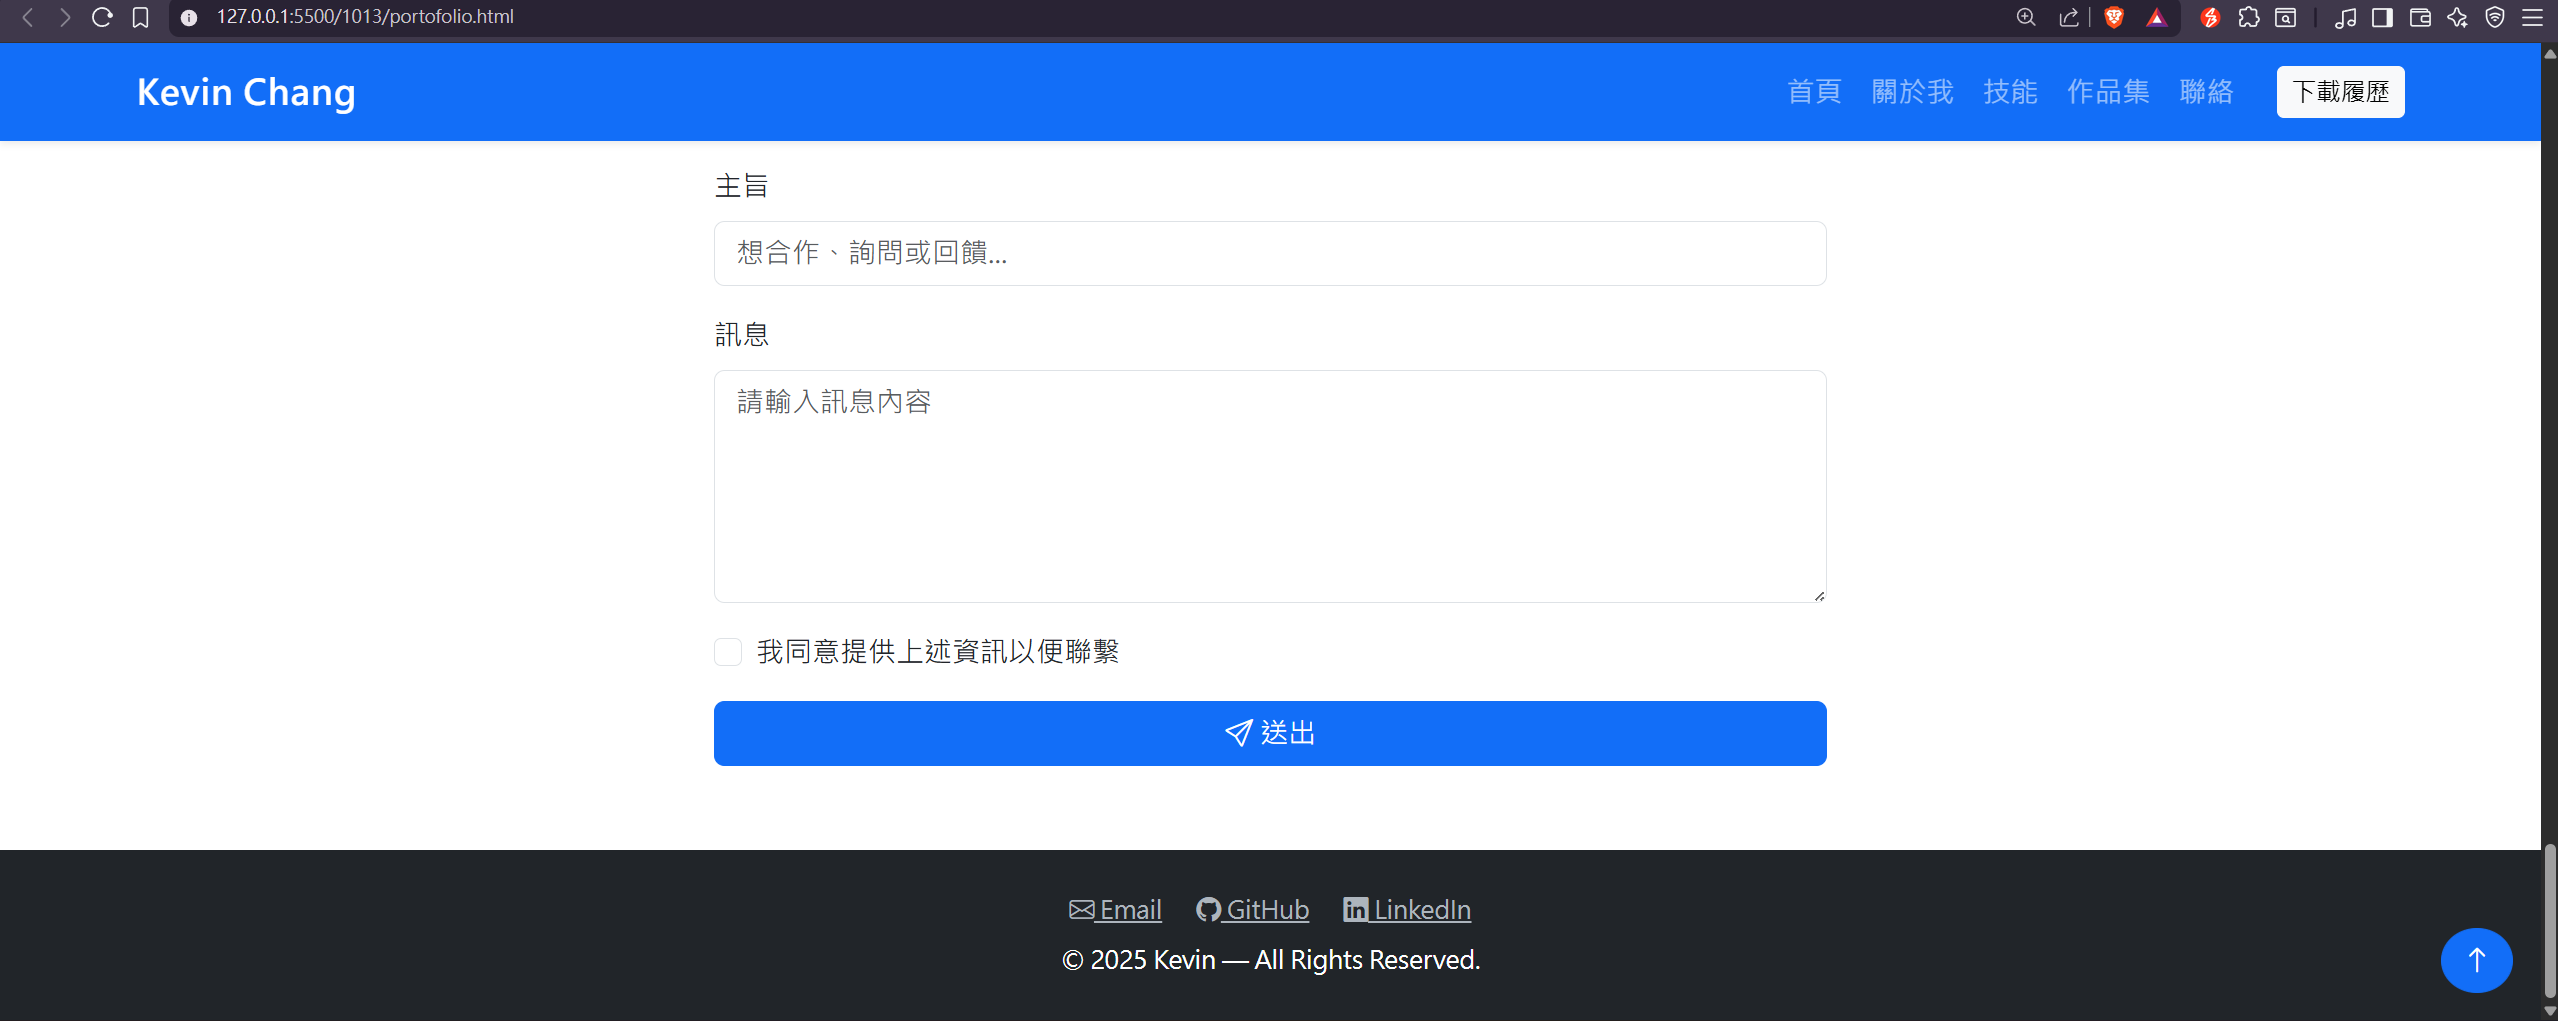 127.0.0.1:5500/1013/portofolio.html
Kevin Chang
首頁 關於我 技能 作品集 聯絡 下載履歷
主旨
想合作、詢問或回饋...
訊息
請輸入訊息內容
我同意提供上述資訊以便聯繫
送出
Email GitHub LinkedIn
© 2025 Kevin — All Rights Reserved.